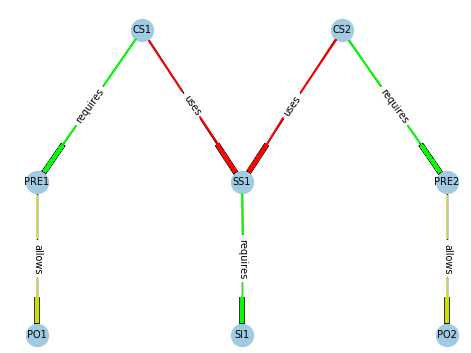 CS1
CS2
requires
uses
uses
requires
PRE1
SS1
PRE2
allows
requires
allows
PO1
SI1
PO2